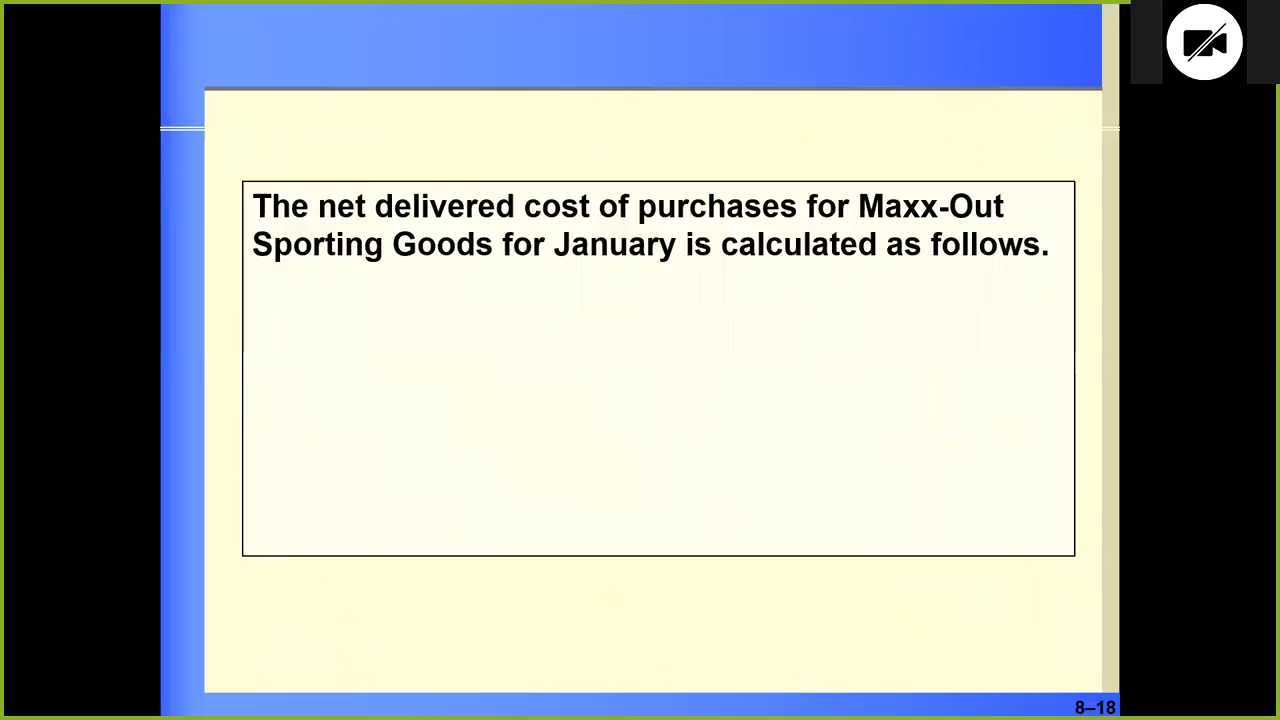 The net delivered cost of purchases for Maxx-Out
Sporting Goods for January is calculated as follows.
8–18